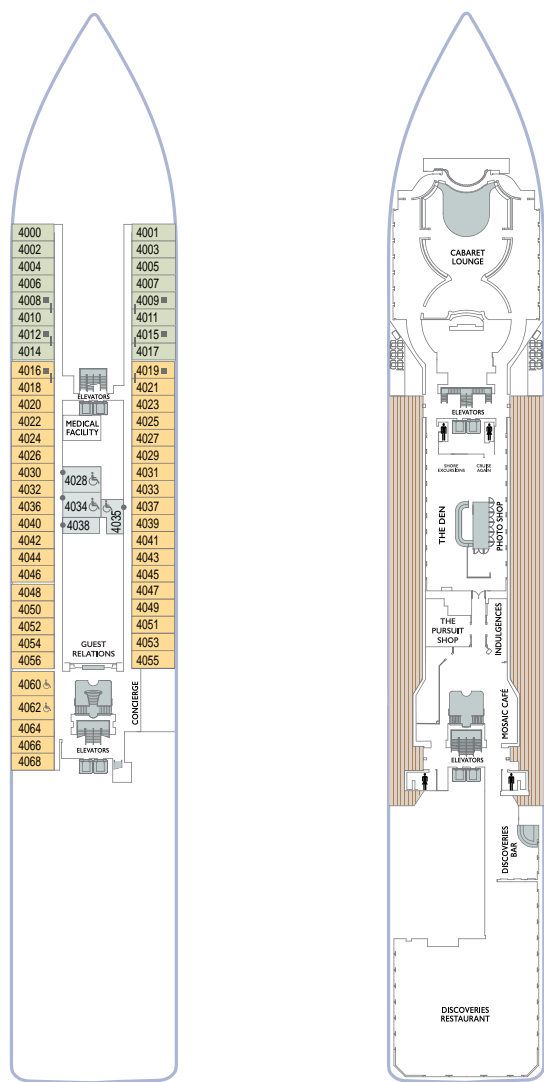 4000
4002
4004
4006
4008
4010
4012
4014
4016
4018
4020
4022
4024
4026
4030
4032
4036
4040
4042
4044
4046
4048
4050
4052
4054
4056
4060
4062
4064
4066
4068
ELEVATORS
MEDICAL
FACILITY
4028
4034
4038
4035
GUEST
RELATIONS
CONCIERGE
ELEVATORS
4001
4003
4005
4007
4009
4011
4015
4017
4019
4021
4023
4025
4027
4029
4031
4033
4037
4039
4041
4043
4045
4047
4049
4051
4053
4055
CABARET
LOUNGE
ELEVATORS
SHORE
EXCURSIONS
CRUISE
AGAIN
THE DEN
PHOTO SHOP
THE
PURSUIT
SHOP
INDULGENCES
MOSAIC CAFÉ
ELEVATORS
DISCOVERIES
BAR
DISCOVERIES
RESTAURANT